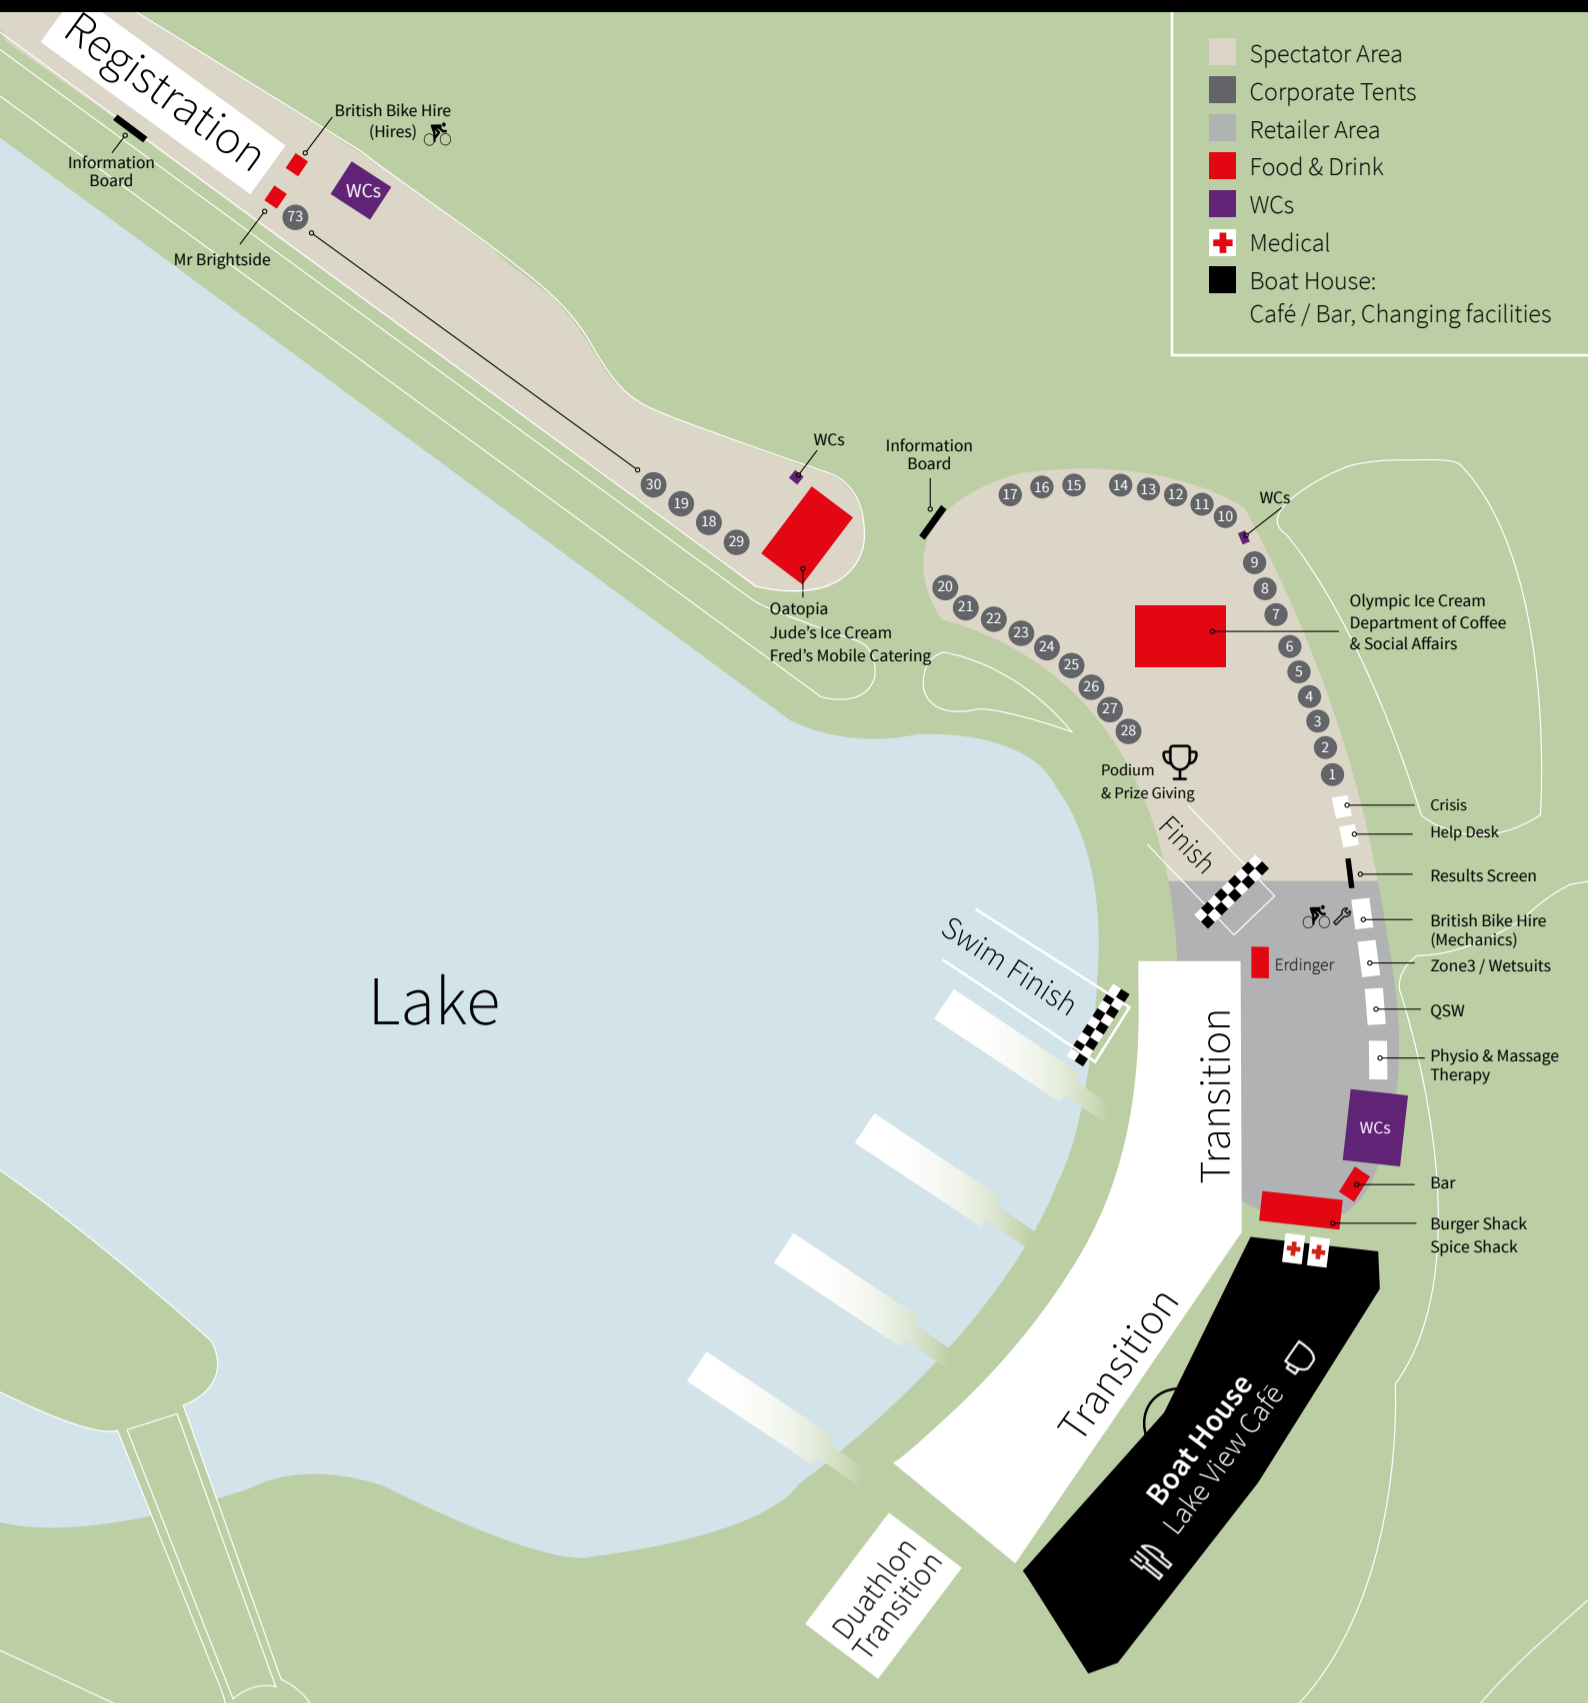 Registration
British Bike Hire
(Hires)
Information
Board
WCs
73
Mr Brightside
Spectator Area
Corporate Tents
Retailer Area
Food & Drink
WCs
Medical
Boat House:
Café / Bar, Changing facilities
WCs
30
19
18
29
Oatopia
Jude's Ice Cream
Fred's Mobile Catering
Information
Board
17
16
15
14
13
12
11
10
WCs
9
8
7
6
5
4
3
2
1
20
21
22
23
24
25
26
27
28
Olympic Ice Cream
Department of Coffee
& Social Affairs
Podium
& Prize Giving
Finish
Crisis
Help Desk
Results Screen
British Bike Hire
(Mechanics)
Zone3 / Wetsuits
QSW
Physio & Massage
Therapy
Erdinger
WCs
Bar
Burger Shack
Spice Shack
Lake
Swim Finish
Transition
Transition
Boat House
Lake View Cafē
Duathlon
Transition